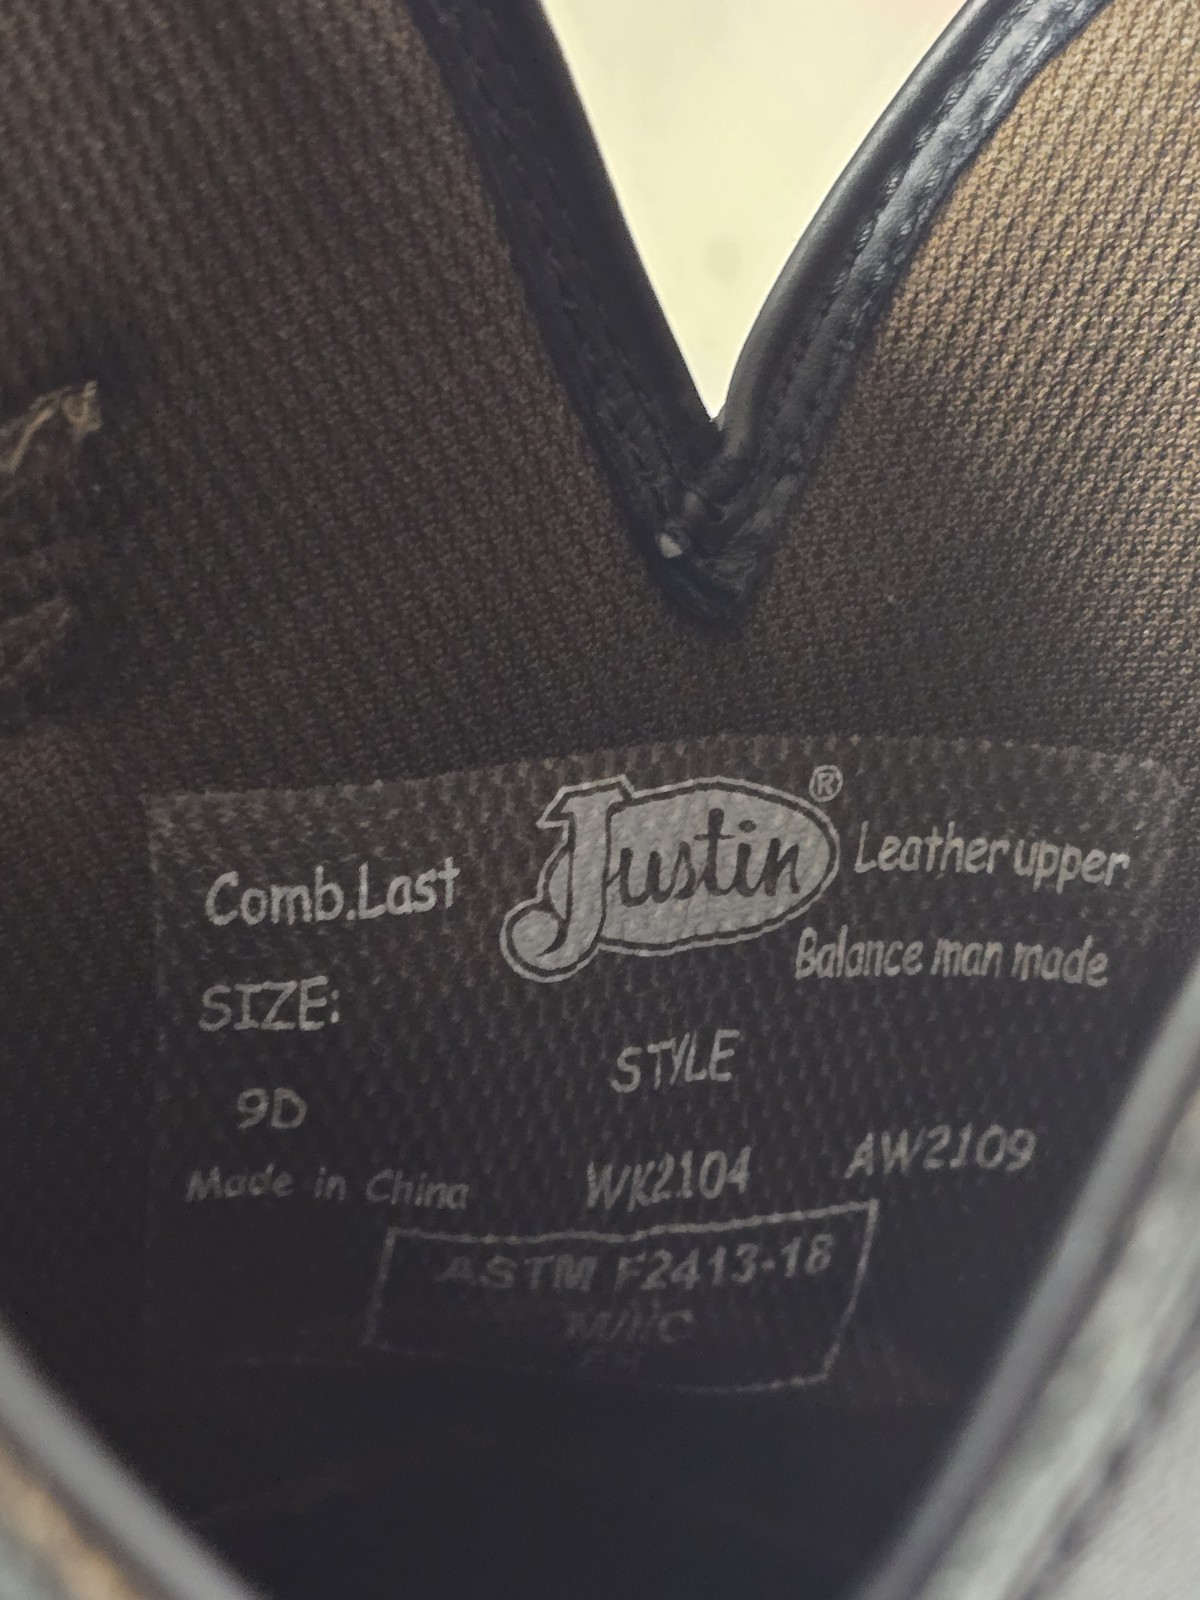 Justin®
Comb.Last
Leather upper
Balance man made
SIZE:
9D
STYLE
WK2104 AW2109
Made in China
ASTM F2413-18
M/I/C